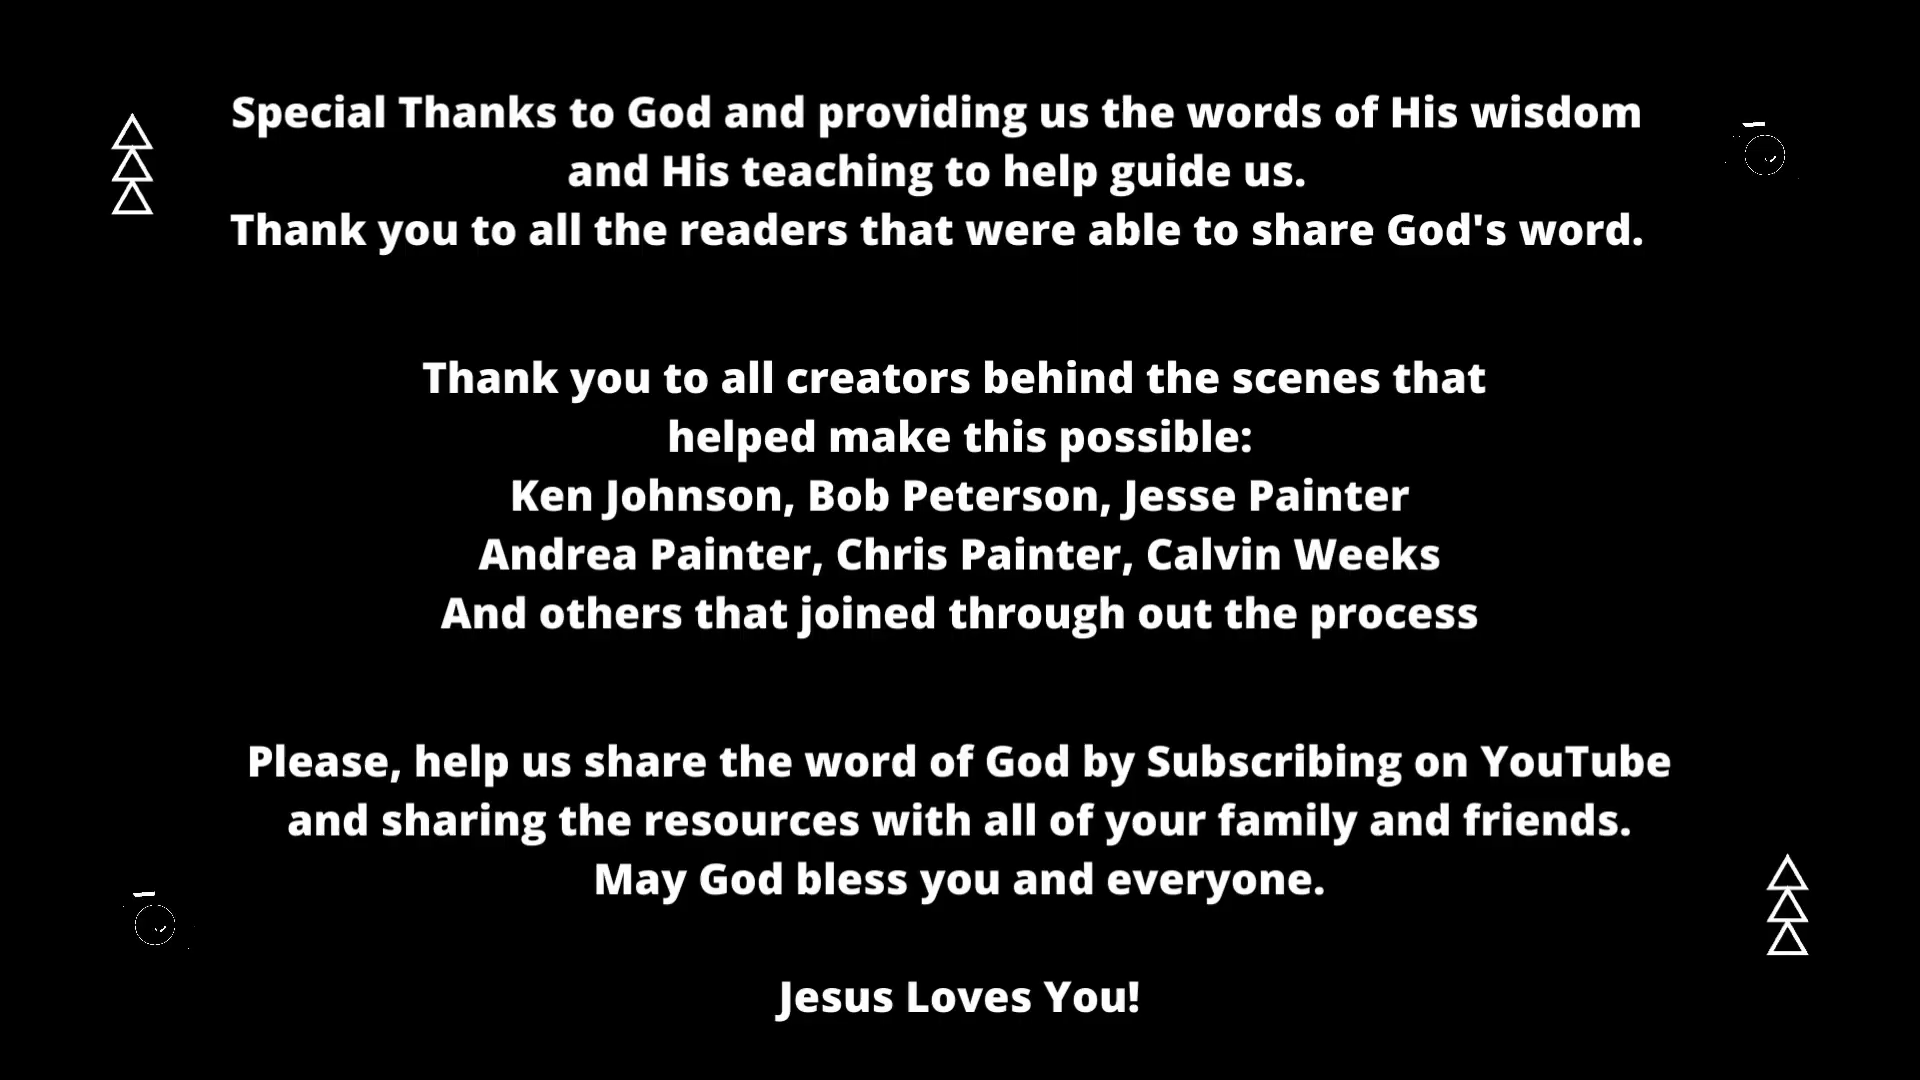 Special Thanks to God and providing us the words of His wisdom
and His teaching to help guide us.
Thank you to all the readers that were able to share God's word.
Thank you to all creators behind the scenes that
helped make this possible:
Ken Johnson, Bob Peterson, Jesse Painter
Andrea Painter, Chris Painter, Calvin Weeks
And others that joined through out the process
Please, help us share the word of God by Subscribing on YouTube
and sharing the resources with all of your family and friends.
May God bless you and everyone.
Jesus Loves You!